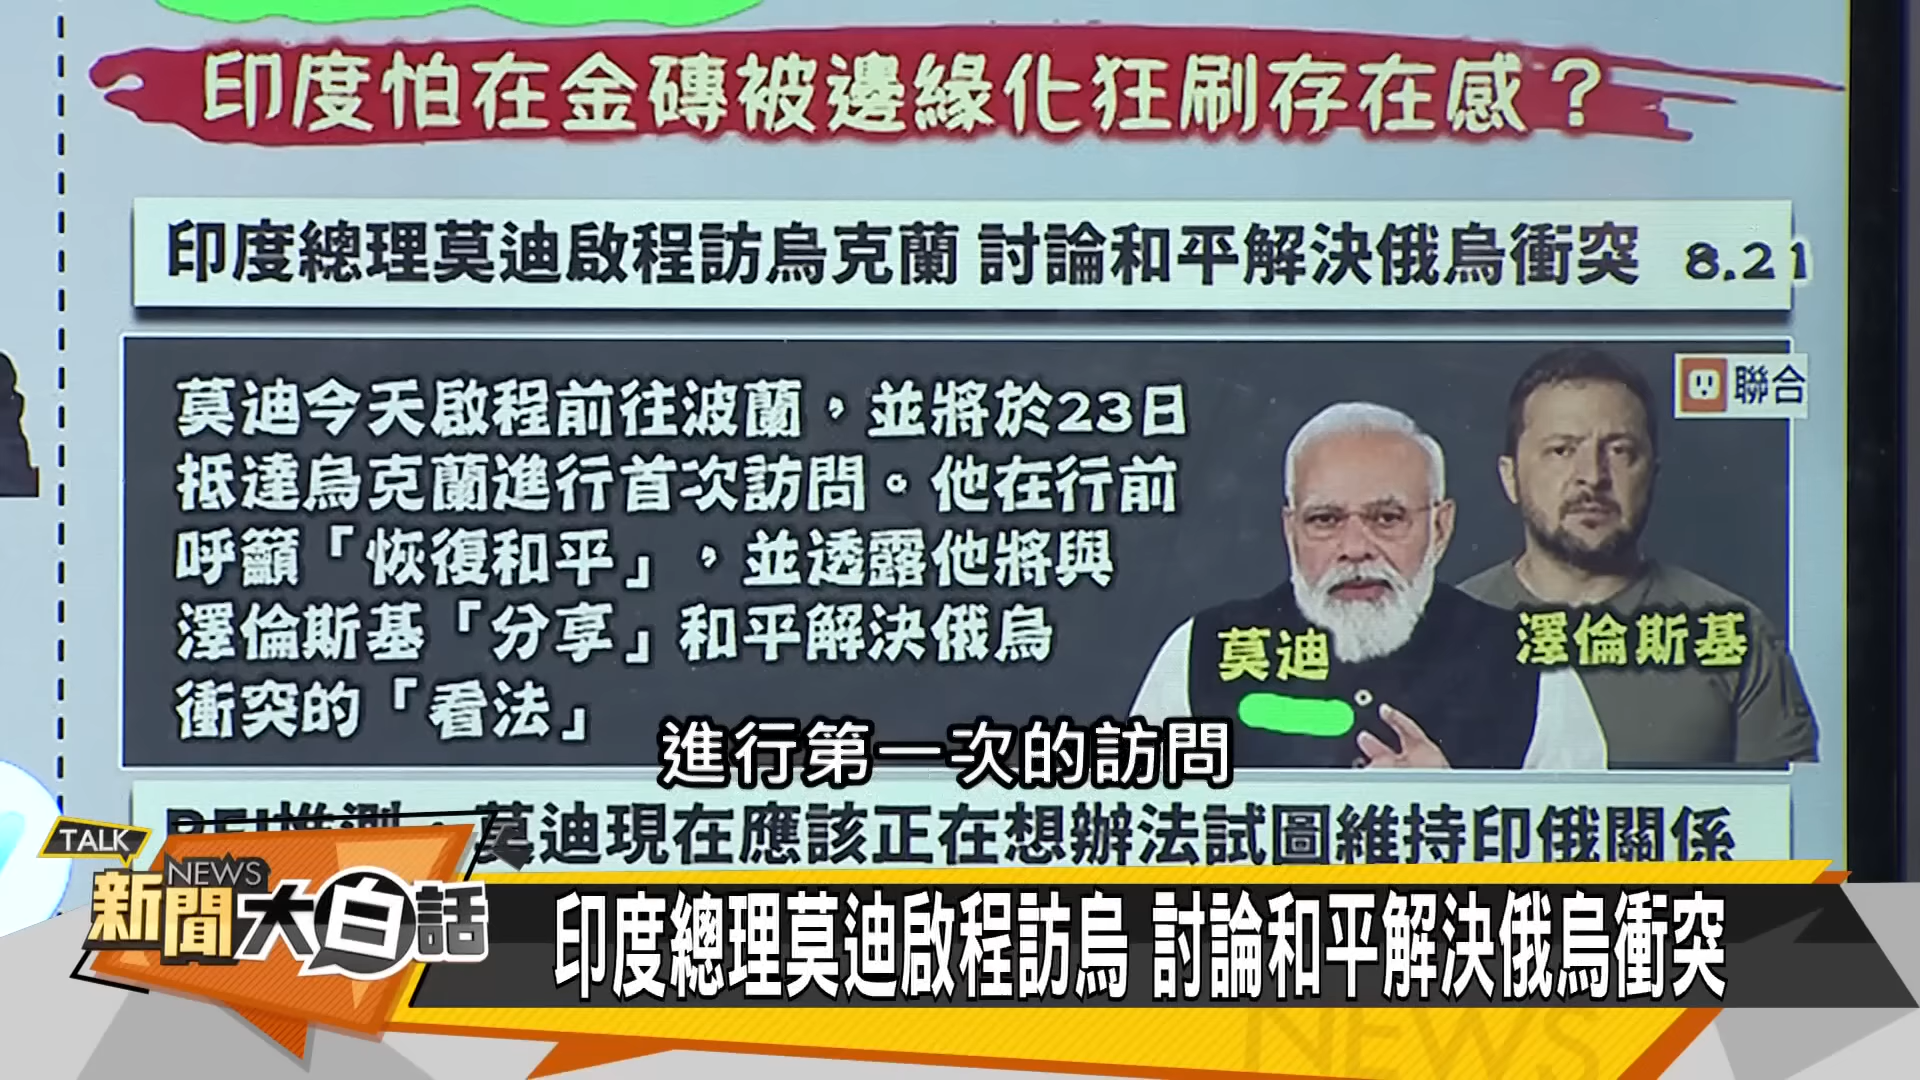 印度怕在金磚被邊緣化狂刷存在感？
印度總理莫迪啟程訪烏克蘭 討論和平解決俄烏衝突 8.21
聯合
莫迪今天啟程前往波蘭，並將於23日
抵達烏克蘭進行首次訪問。他在行前
呼籲「恢復和平」，並透露他將與
澤倫斯基「分享」和平解決俄烏
衝突的「看法」
莫迪
澤倫斯基
進行第一次的訪問
莫迪現在應該正在想辦法試圖維持印俄關係
TALK
NEWS
新聞大白話
印度總理莫迪啟程訪烏 討論和平解決俄烏衝突
NEWS